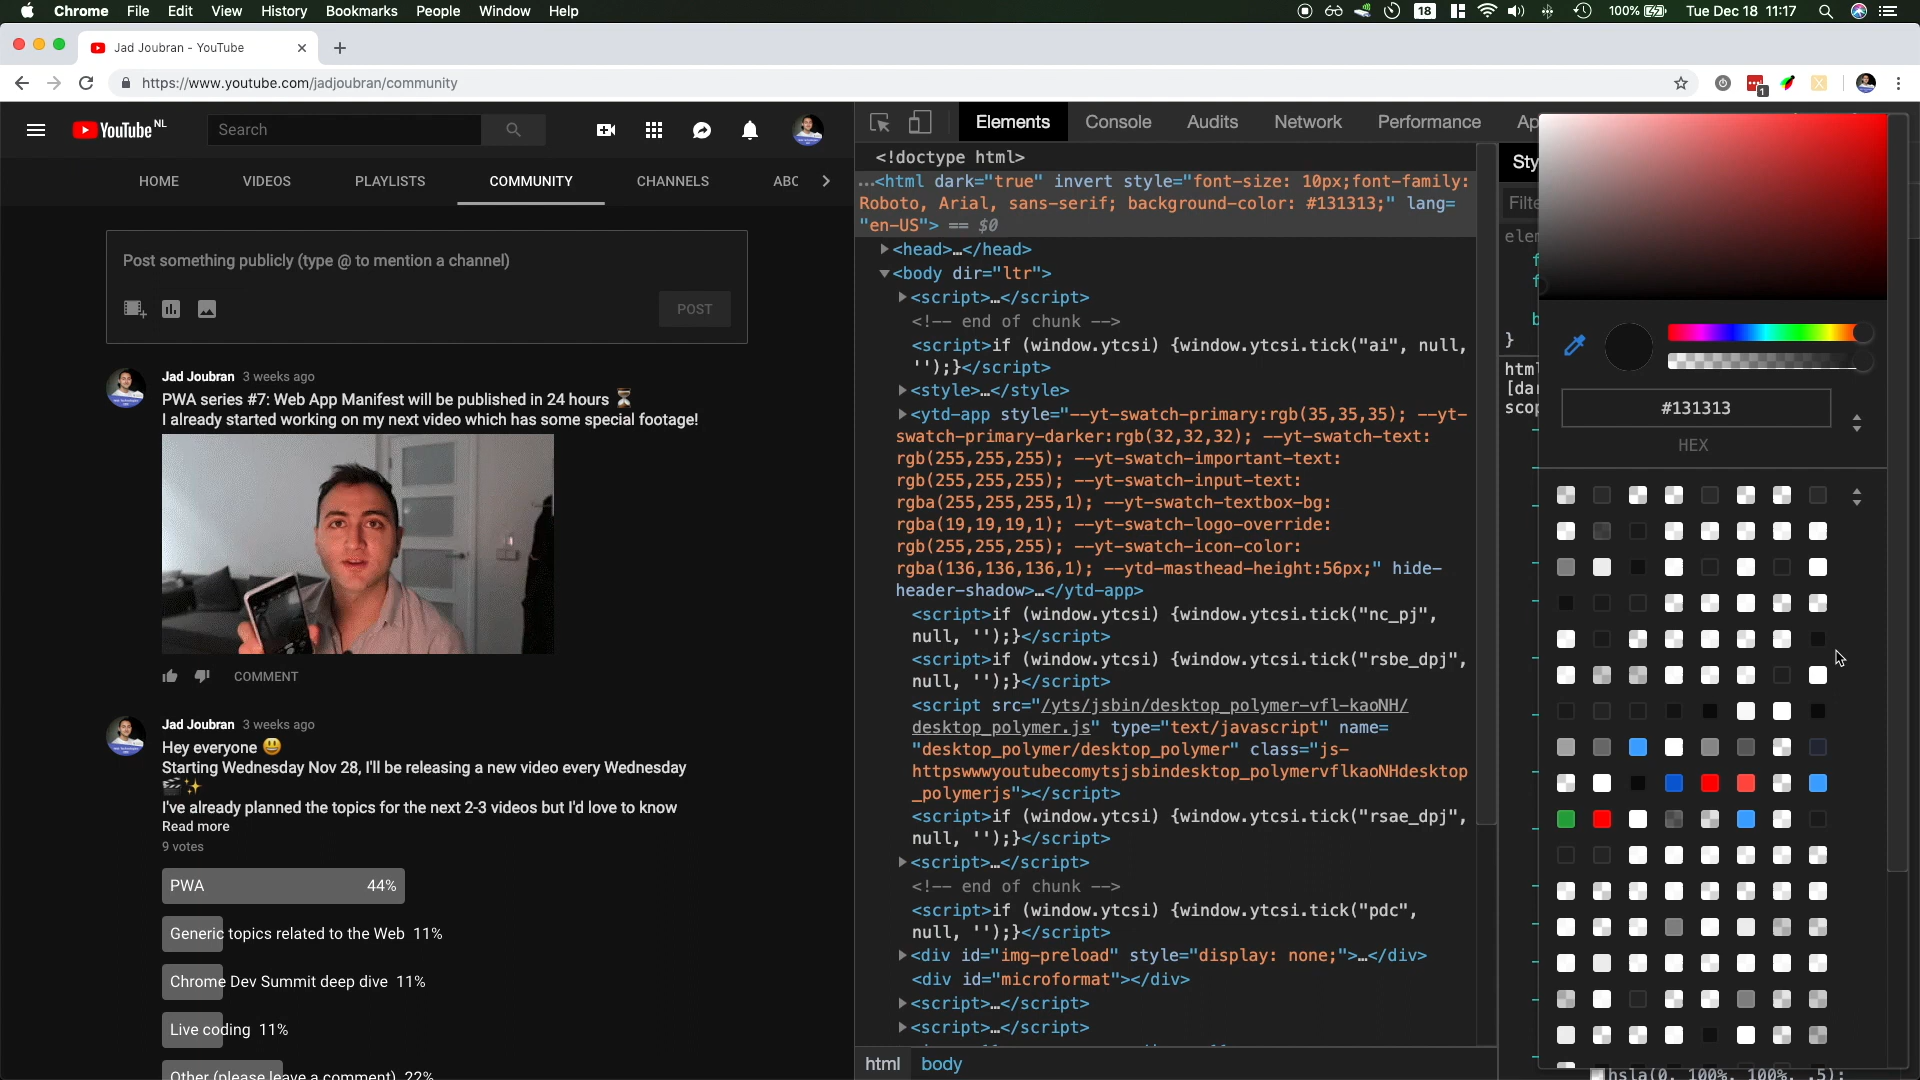 Chrome File Edit View History Bookmarks People Window Help
18 100% Tue Dec 18 11:17
Jad Joubran - YouTube
https://www.youtube.com/jadjoubran/community
1
YouTube NL
Search
HOME VIDEOS PLAYLISTS COMMUNITY CHANNELS ABC
Post something publicly (type @ to mention a channel)
POST
Jad Joubran 3 weeks ago
PWA series #7: Web App Manifest will be published in 24 hours ⏳
I already started working on my next video which has some special footage!
COMMENT
Jad Joubran 3 weeks ago
Hey everyone 😃
Starting Wednesday Nov 28, I'll be releasing a new video every Wednesday
🎬✨
I've already planned the topics for the next 2-3 videos but I'd love to know
Read more
9 votes
PWA 44%
Generic topics related to the Web 11%
Chrome Dev Summit deep dive 11%
Live coding 11%
Other (please leave a comment) 22%
Elements Console Audits Network Performance Ap
<!doctype html>
…<html dark="true" invert style="font-size: 10px;font-family:
Roboto, Arial, sans-serif; background-color: #131313;" lang=
"en-US"> == $0
<head>…</head>
<body dir="ltr">
<script>…</script>
<!-- end of chunk -->
<script>if (window.ytcsi) {window.ytcsi.tick("ai", null,
'');}</script>
<style>…</style>
<ytd-app style="--yt-swatch-primary:rgb(35,35,35); --yt-
swatch-primary-darker:rgb(32,32,32); --yt-swatch-text:
rgb(255,255,255); --yt-swatch-important-text:
rgb(255,255,255); --yt-swatch-input-text:
rgba(255,255,255,1); --yt-swatch-textbox-bg:
rgba(19,19,19,1); --yt-swatch-logo-override:
rgb(255,255,255); --yt-swatch-icon-color:
rgba(136,136,136,1); --ytd-masthead-height:56px;" hide-
header-shadow>…</ytd-app>
<script>if (window.ytcsi) {window.ytcsi.tick("nc_pj",
null, '');}</script>
<script>if (window.ytcsi) {window.ytcsi.tick("rsbe_dpj",
null, '');}</script>
<script src="/yts/jsbin/desktop_polymer-vfl-kaoNH/
desktop_polymer.js" type="text/javascript" name=
"desktop_polymer/desktop_polymer" class="js-
httpswwwyoutubecomytsjsbindesktop_polymervflkaoNHdesktop
_polymerjs"></script>
<script>if (window.ytcsi) {window.ytcsi.tick("rsae_dpj",
null, '');}</script>
<script>…</script>
<!-- end of chunk -->
<script>if (window.ytcsi) {window.ytcsi.tick("pdc",
null, '');}</script>
<div id="img-preload" style="display: none;">…</div>
<div id="microformat"></div>
<script>…</script>
<script>…</script>
html body
Sty
Filte
elem
f
f
b
}
html
[dar
scop
#131313
HEX
hsla(0, 100%, 100%, .5);